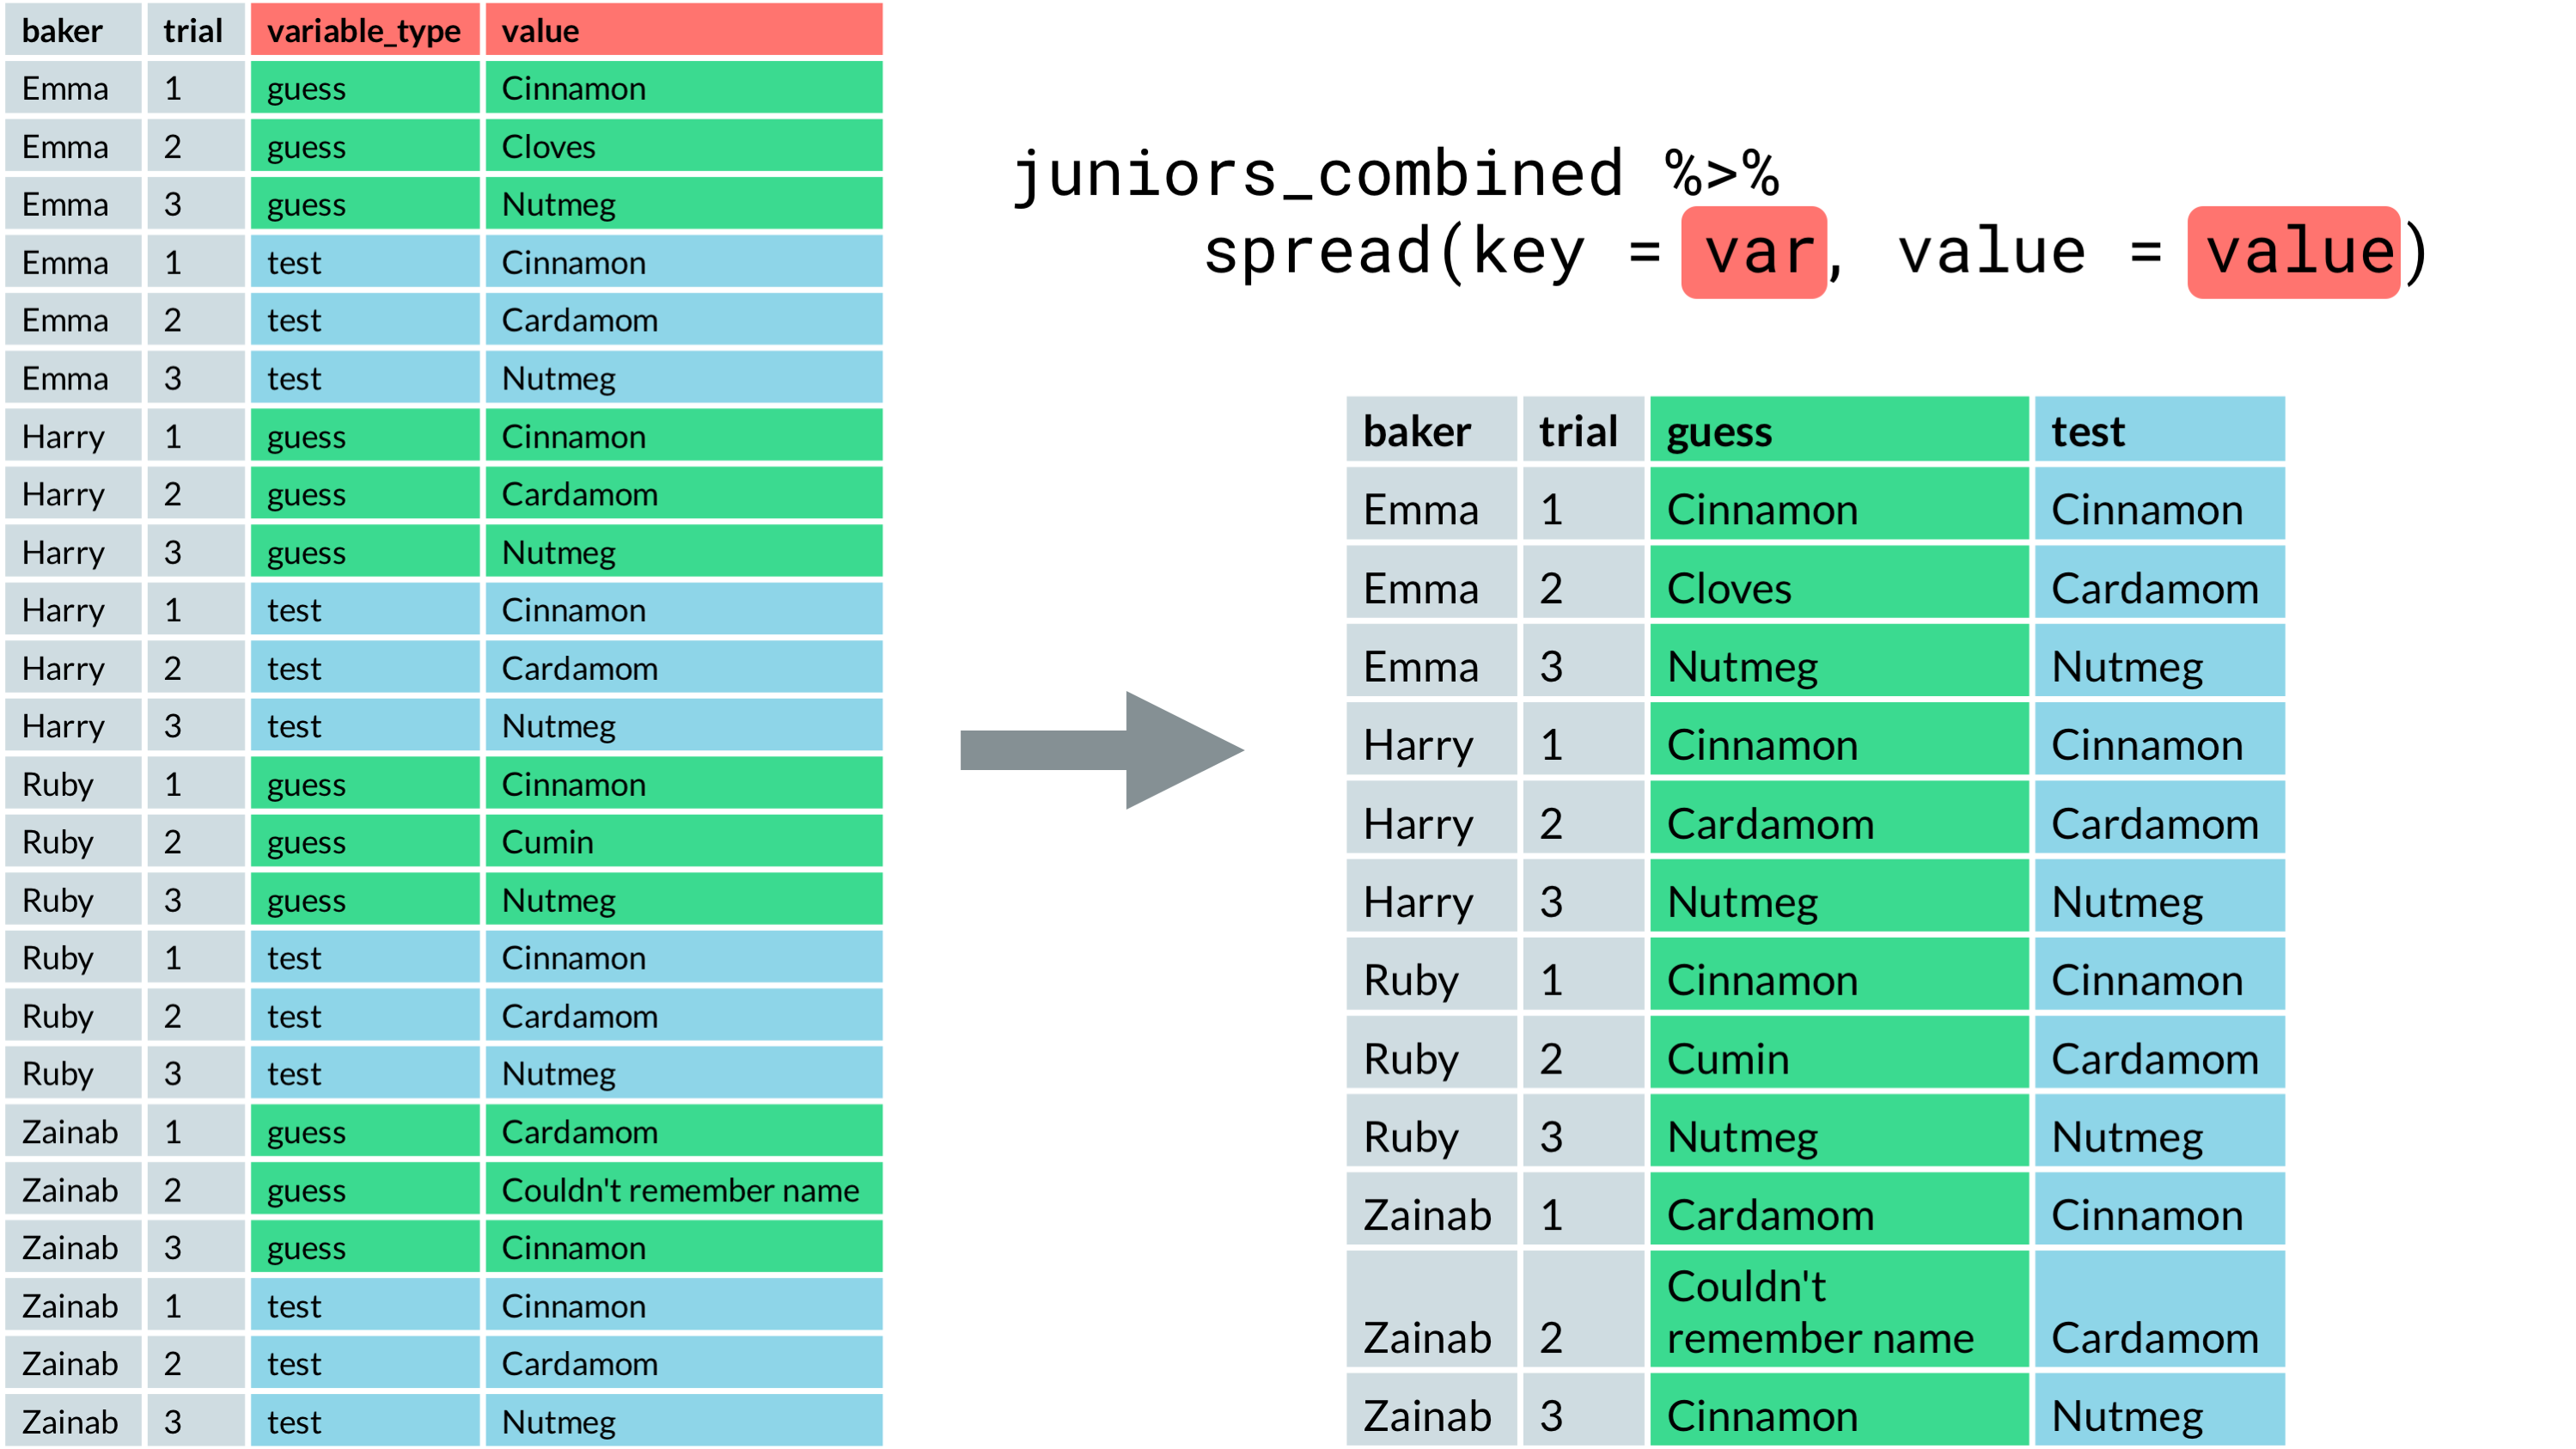 baker trial variable_type value
Emma 1 guess Cinnamon
Emma 2 guess Cloves
Emma 3 guess Nutmeg
Emma 1 test Cinnamon
Emma 2 test Cardamom
Emma 3 test Nutmeg
Harry 1 guess Cinnamon
Harry 2 guess Cardamom
Harry 3 guess Nutmeg
Harry 1 test Cinnamon
Harry 2 test Cardamom
Harry 3 test Nutmeg
Ruby 1 guess Cinnamon
Ruby 2 guess Cumin
Ruby 3 guess Nutmeg
Ruby 1 test Cinnamon
Ruby 2 test Cardamom
Ruby 3 test Nutmeg
Zainab 1 guess Cardamom
Zainab 2 guess Couldn't remember name
Zainab 3 guess Cinnamon
Zainab 1 test Cinnamon
Zainab 2 test Cardamom
Zainab 3 test Nutmeg
juniors_combined %>%
spread(key = var, value = value)
baker trial guess test
Emma 1 Cinnamon Cinnamon
Emma 2 Cloves Cardamom
Emma 3 Nutmeg Nutmeg
Harry 1 Cinnamon Cinnamon
Harry 2 Cardamom Cardamom
Harry 3 Nutmeg Nutmeg
Ruby 1 Cinnamon Cinnamon
Ruby 2 Cumin Cardamom
Ruby 3 Nutmeg Nutmeg
Zainab 1 Cardamom Cinnamon
Couldn't
Zainab 2 remember name Cardamom
Zainab 3 Cinnamon Nutmeg